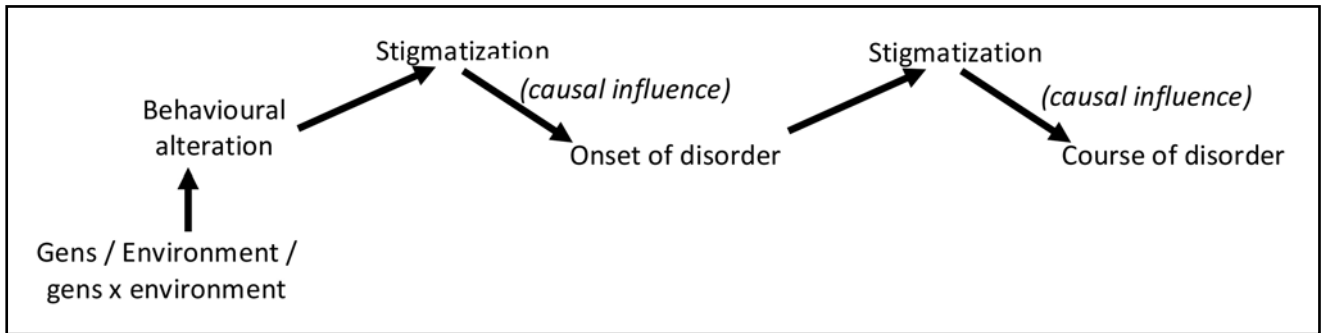 Stigmatization
(causal influence)
Behavioural
alteration
Onset of disorder
Gens / Environment /
gens x environment
Stigmatization
(causal influence)
Course of disorder